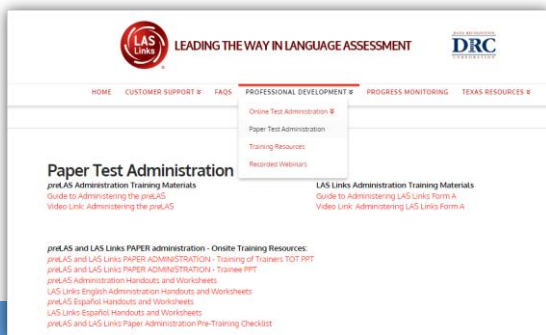 LAS
Links
LEADING THE WAY IN LANGUAGE ASSESSMENT
DATA RECOGNITION
DRC
CORPORATION
HOME CUSTOMER SUPPORT FAQS PROFESSIONAL DEVELOPMENT PROGRESS MONITORING TEXAS RESOURCES
Online Test Administration
Paper Test Administration
Training Resources
Recorded Webinars
Paper Test Administration
preLAS Administration Training Materials
Guide to Administering the preLAS
Video Link: Administering the preLAS
LAS Links Administration Training Materials
Guide to Administering LAS Links Form A
Video Link: Administering LAS Links Form A
preLAS and LAS Links PAPER administration - Onsite Training Resources:
preLAS and LAS Links PAPER ADMINISTRATION - Training of Trainers TOT PPT
preLAS and LAS Links PAPER ADMINISTRATION - Trainee PPT
preLAS Administration Handouts and Worksheets
LAS Links English Administration Handouts and Worksheets
preLAS Español Handouts and Worksheets
LAS Links Español Handouts and Worksheets
preLAS and LAS Links Paper Administration Pre-Training Checklist